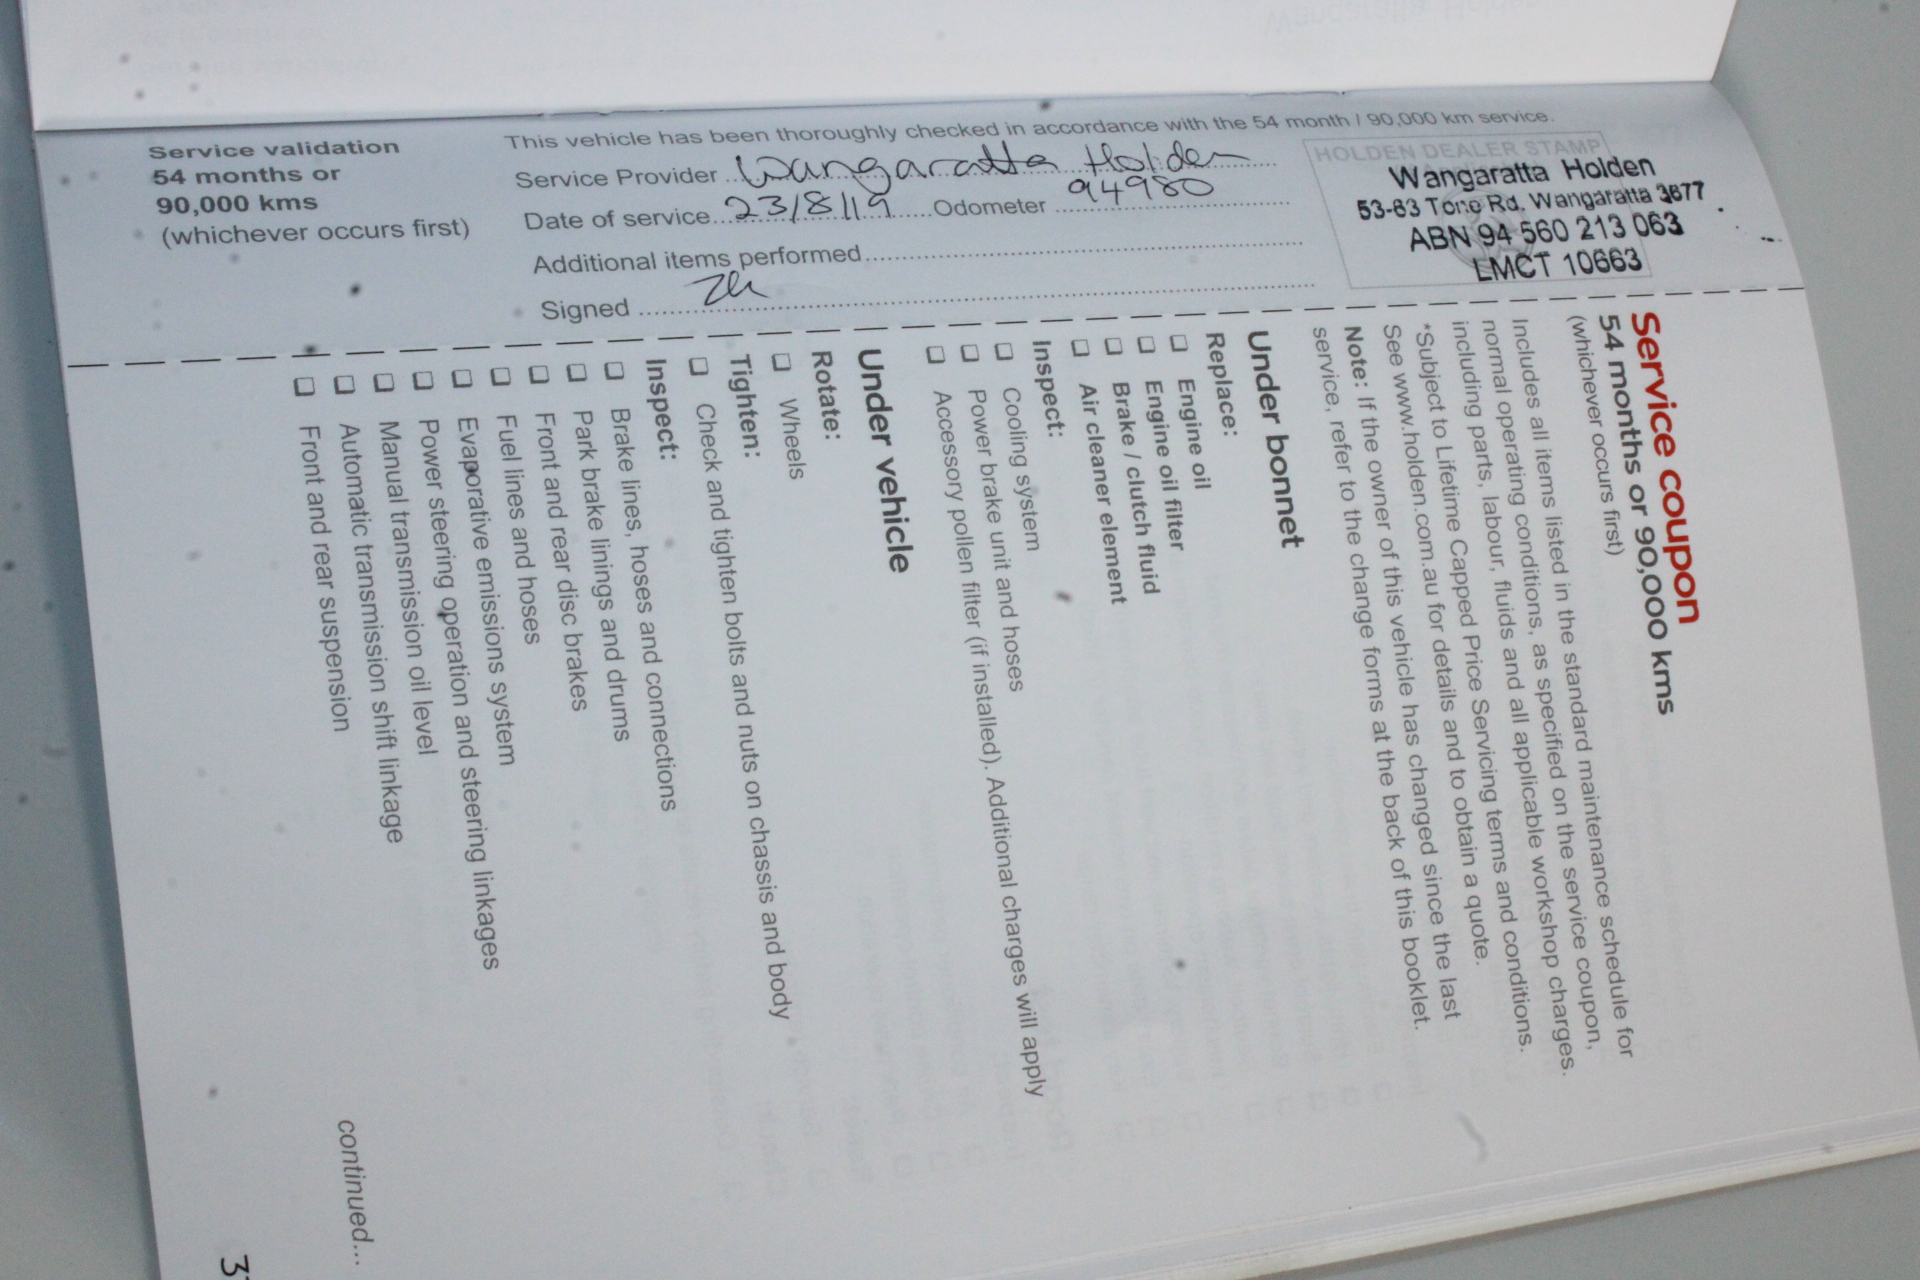 Service validation
54 months or
90,000 kms
(whichever occurs first)
This vehicle has been thoroughly checked in accordance with the 54 month / 90,000 km service.
Service Provider Wangaratta Holden
Date of service 23/8/19 Odometer 94980
Additional items performed
Signed
HOLDEN DEALER STAMP
Wangaratta Holden
53-63 Tone Rd. Wangaratta 3677
ABN 94 560 213 063
LMCT 10663
Service coupon
54 months or 90,000 kms
(whichever occurs first)
Includes all items listed in the standard maintenance schedule for
normal operating conditions, as specified on the service coupon,
including parts, labour, fluids and all applicable workshop charges.
*Subject to Lifetime Capped Price Servicing terms and conditions.
See www.holden.com.au for details and to obtain a quote.
Note: If the owner of this vehicle has changed since the last
service, refer to the change forms at the back of this booklet.
Under bonnet
Replace:
Engine oil
Engine oil filter
Brake / clutch fluid
Air cleaner element
Inspect:
Cooling system
Power brake unit and hoses
Accessory pollen filter (if installed). Additional charges will apply
Under vehicle
Rotate:
Wheels
Tighten:
Check and tighten bolts and nuts on chassis and body
Inspect:
Brake lines, hoses and connections
Park brake linings and drums
Front and rear disc brakes
Fuel lines and hoses
Evaporative emissions system
Power steering operation and steering linkages
Manual transmission oil level
Automatic transmission shift linkage
Front and rear suspension
continued...